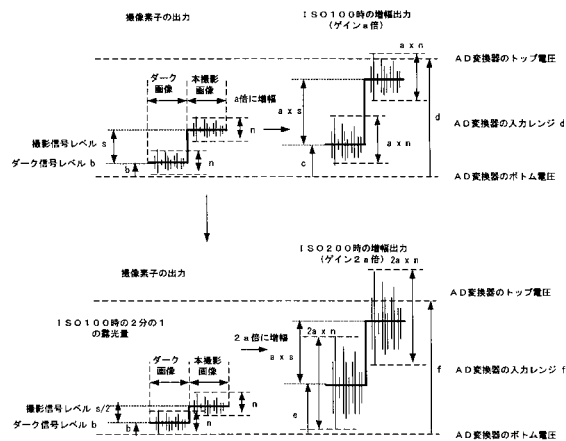 撮像素子の出力
ISO100時の増幅出力
(ゲインa倍)
a x n
AD変換器のトップ電圧
ダーク
画像
本撮影
画像
a倍に増幅
a x s
n
d
AD変換器の入力レンジ d
撮影信号レベル s
ダーク信号レベル b
b
n
a x n
c
AD変換器のボトム電圧
撮像素子の出力
ISO200時の増幅出力
(ゲイン2a倍)
2a x n
AD変換器のトップ電圧
ISO100時の2分の1
の露光量
ダーク
画像
本撮影
画像
2a倍に増幅
2a x n
a x s
f
AD変換器の入力レンジ f
撮影信号レベル s/2
ダーク信号レベル b
b
n
n
e
AD変換器のボトム電圧